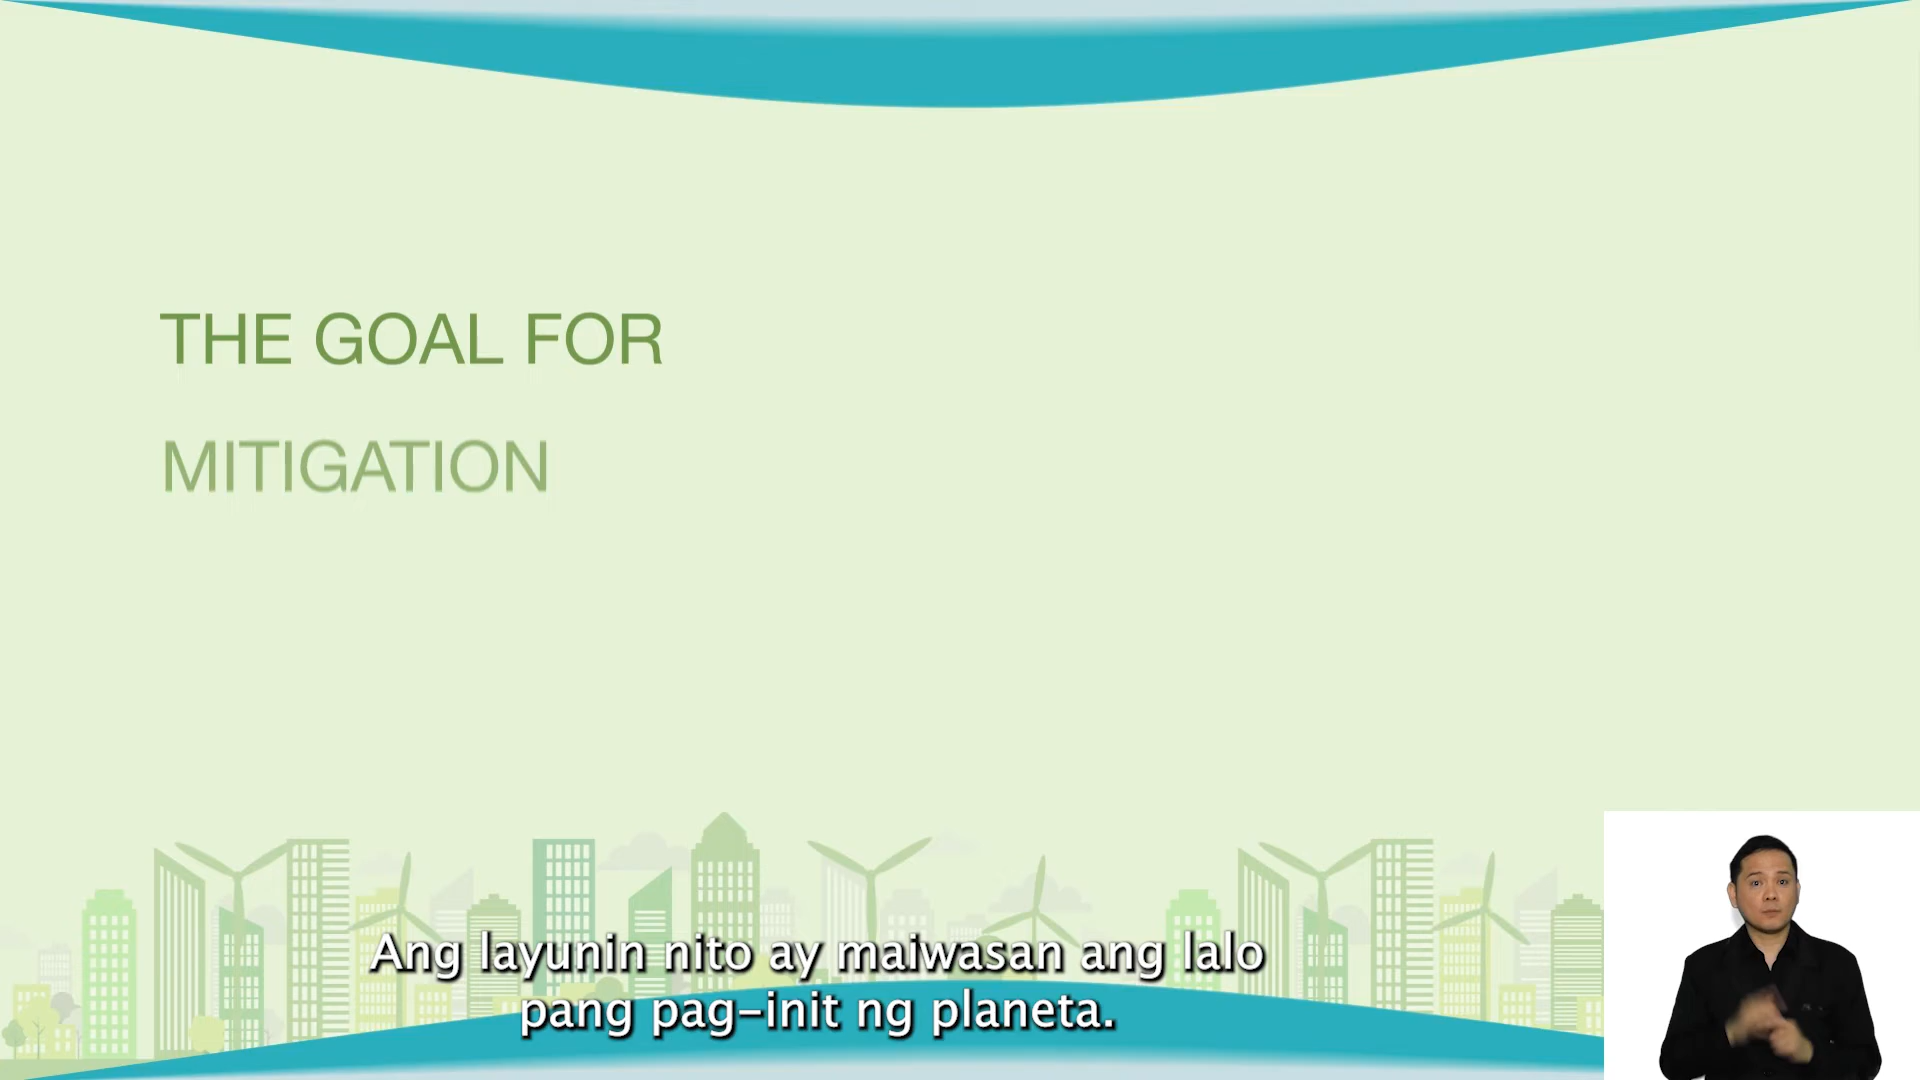 THE GOAL FOR
MITIGATION
Ang layunin nito ay maiwasan ang lalo
pang pag-init ng planeta.